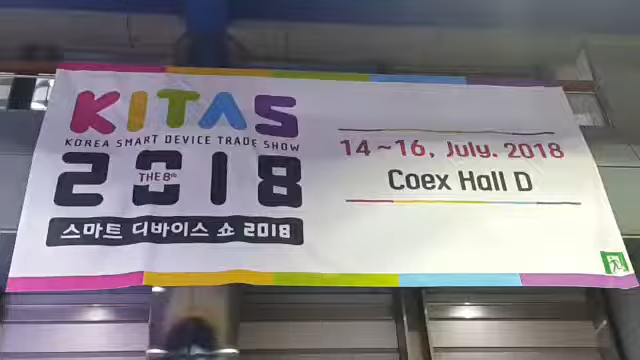 KITAS
KOREA SMART DEVICE TRADE SHOW
2018
THE 8th
스마트 디바이스 쇼 2018
14~16, July. 2018
Coex Hall D